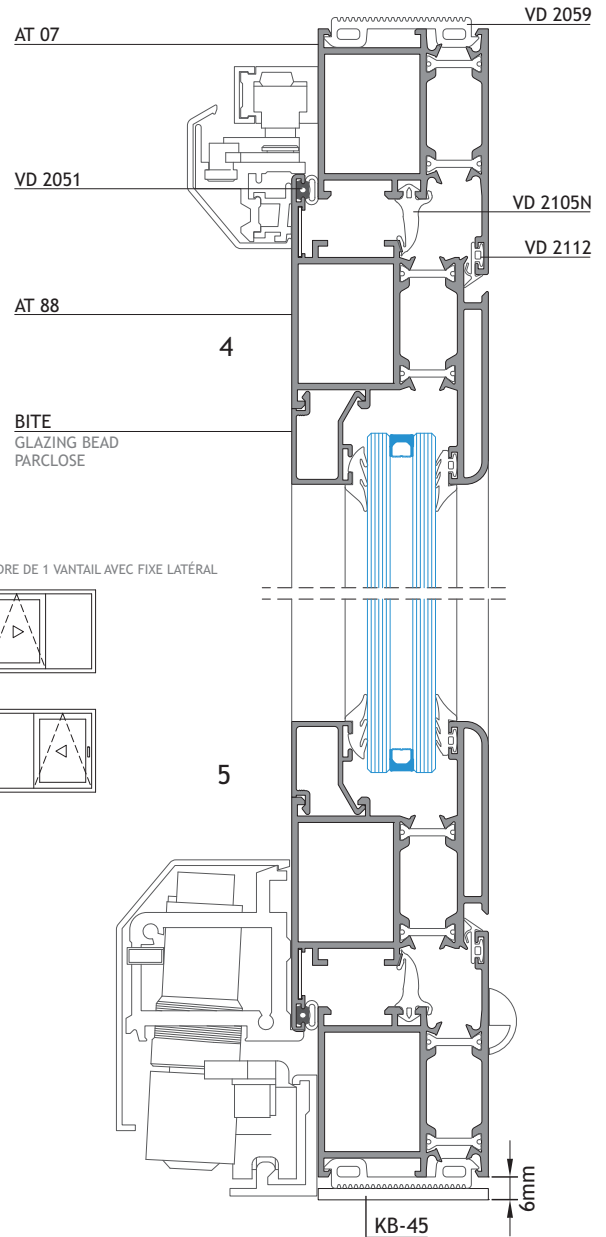 VD 2059
AT 07
VD 2051
VD 2105N
VD 2112
AT 88
4
BITE
GLAZING BEAD
PARCLOSE
DE 1 VANTAIL AVEC FIXE LATÉRAL
5
6mm
KB-45